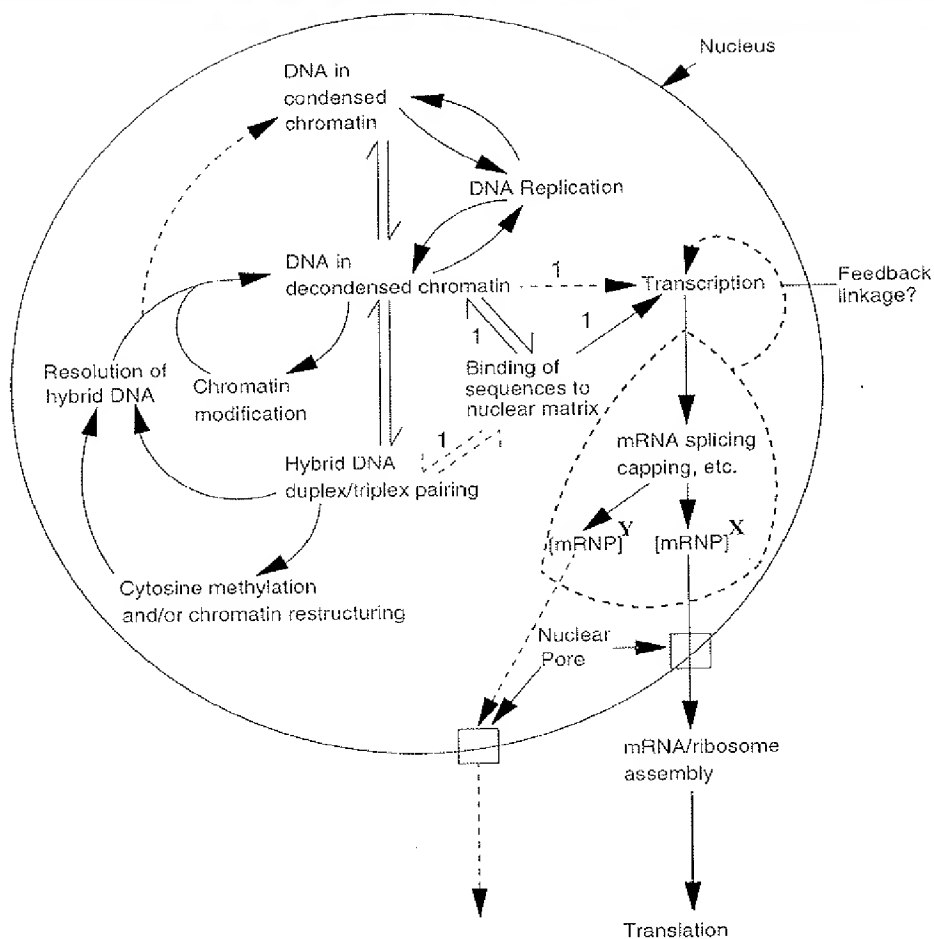 Nucleus
DNA in
condensed
chromatin
DNA Replication
DNA in
decondensed chromatin
1
Transcription
Feedback
linkage?
1
1
Binding of
sequences to
nuclear matrix
Resolution of
hybrid DNA
Chromatin
modification
1
Hybrid DNA
duplex/triplex pairing
mRNA splicing
capping, etc.
[mRNP]Y
[mRNP]X
Cytosine methylation
and/or chromatin restructuring
Nuclear
Pore
mRNA/ribosome
assembly
Translation